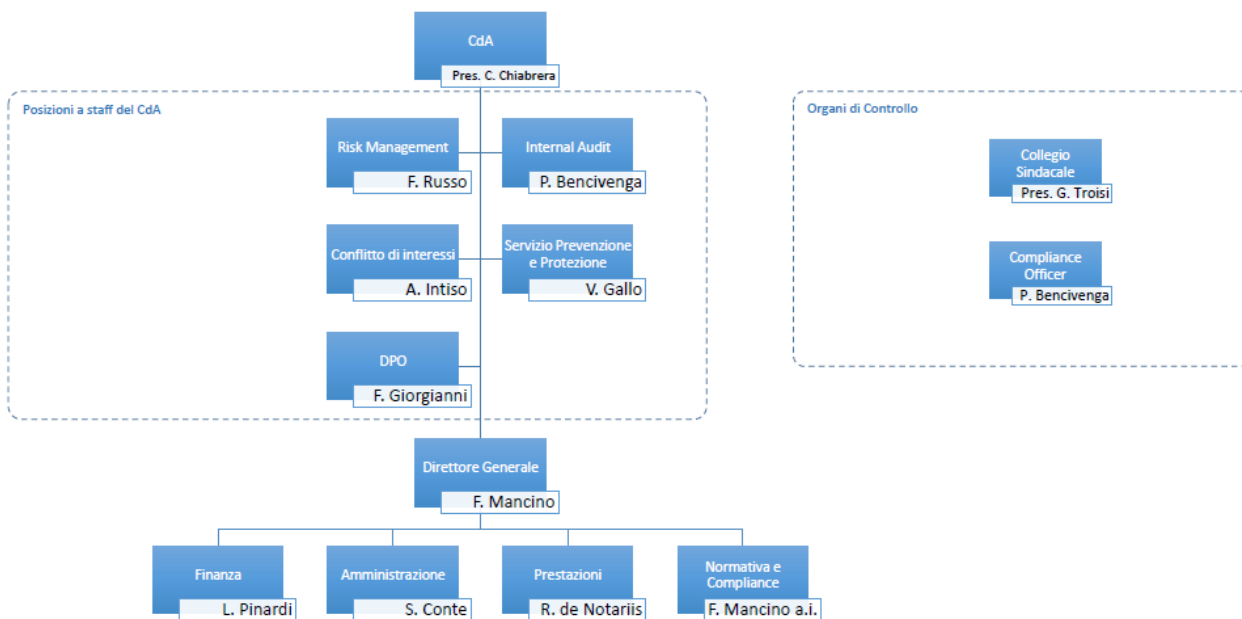 CdA
Pres. C. Chiabrera
Posizioni a staff del CdA
Organi di Controllo
Risk Management
F. Russo
Internal Audit
P. Bencivenga
Collegio
Sindacale
Pres. G. Troisi
Conflitto di interessi
A. Intiso
Servizio Prevenzione
e Protezione
V. Gallo
Compliance
Officer
P. Bencivenga
DPO
F. Giorgianni
Direttore Generale
F. Mancino
Finanza
L. Pinardi
Amministrazione
S. Conte
Prestazioni
R. de Notariis
Normativa e
Compliance
F. Mancino a.i.